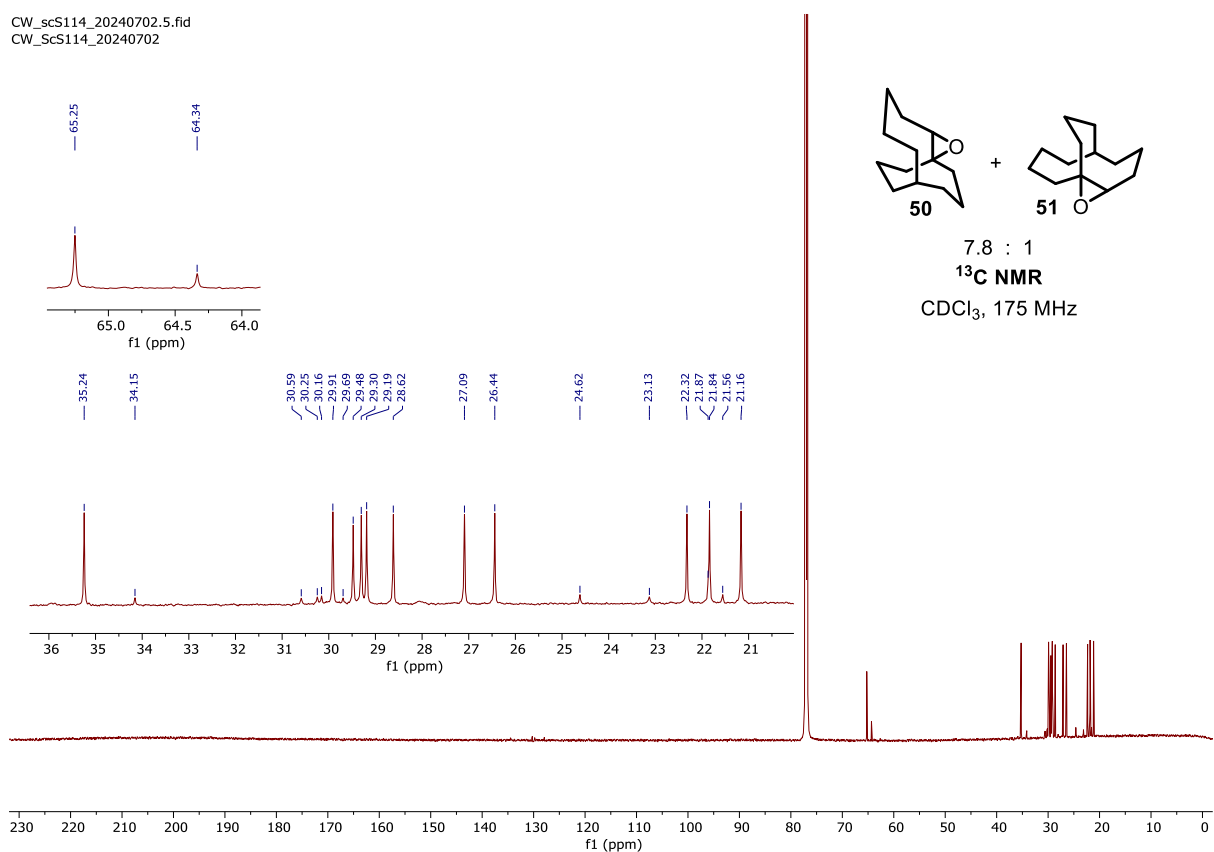 CW_scS114_20240702.5.fid
CW_ScS114_20240702
65.25
64.34
65.0 64.5 64.0
f1 (ppm)
O
+
O
50
51
7.8 : 1
13C NMR
CDCl3, 175 MHz
35.24
34.15
30.59
30.25
30.16
29.91
29.69
29.48
29.30
29.19
28.62
27.09
26.44
24.62
23.13
22.32
21.87
21.84
21.56
21.16
36 35 34 33 32 31 30 29 28 27 26 25 24 23 22 21
f1 (ppm)
230 220 210 200 190 180 170 160 150 140 130 120 110 100 90 80 70 60 50 40 30 20 10 0
f1 (ppm)